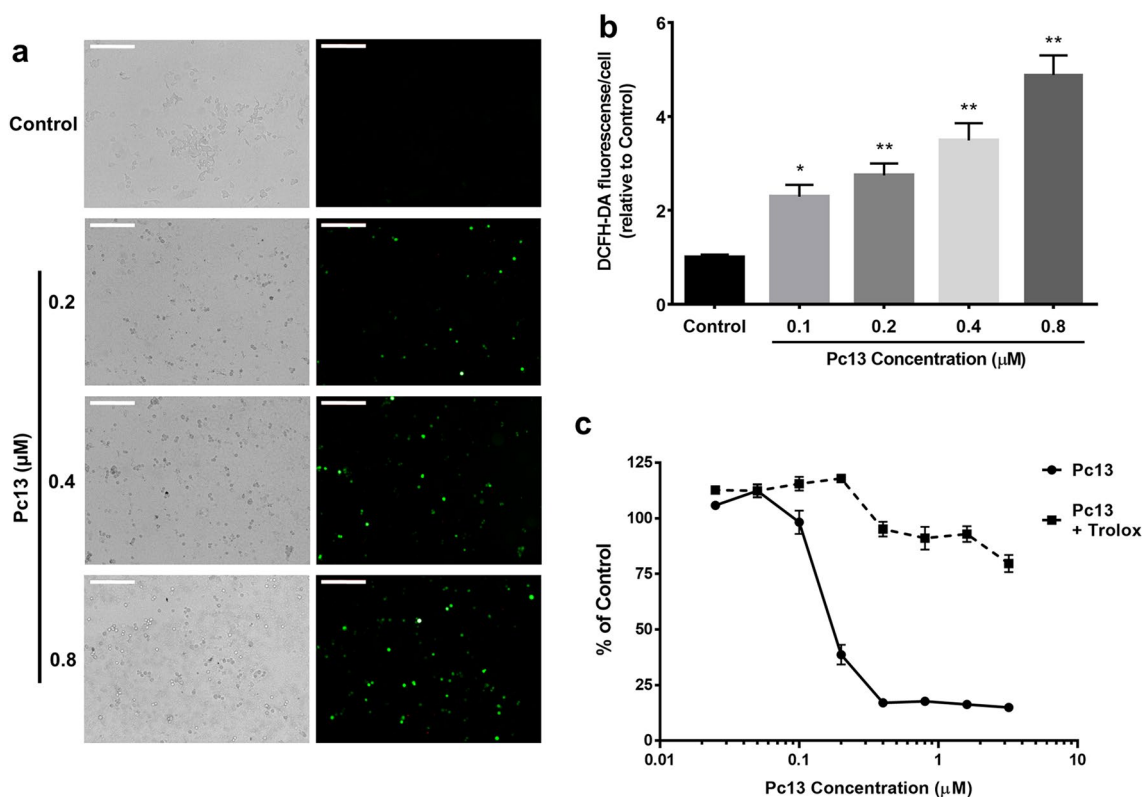 a
Control
Pc13 (µM)
0.2
0.4
0.8
b
DCFH-DA fluorescense/cell
(relative to Control)
6
4
2
0
*
**
**
**
Control
0.1
0.2
0.4
0.8
Pc13 Concentration (μM)
c
% of Control
125
100
75
50
25
0
0.01
0.1
1
10
Pc13 Concentration (μM)
Pc13
Pc13
+ Trolox